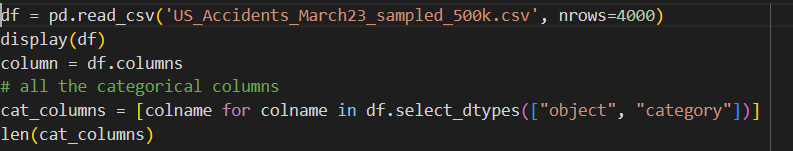 df = pd.read_csv('US_Accidents_March23_sampled_500k.csv', nrows=4000)
display(df)
column = df.columns
# all the categorical columns
cat_columns = [colname for colname in df.select_dtypes(["object", "category"])]
len(cat_columns)